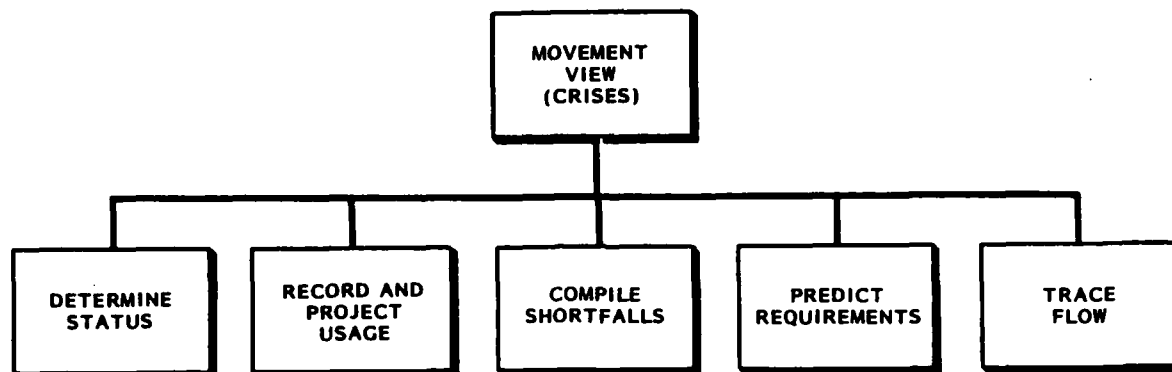 MOVEMENT
VIEW
(CRISES)
DETERMINE
STATUS
RECORD AND
PROJECT
USAGE
COMPILE
SHORTFALLS
PREDICT
REQUIREMENTS
TRACE
FLOW